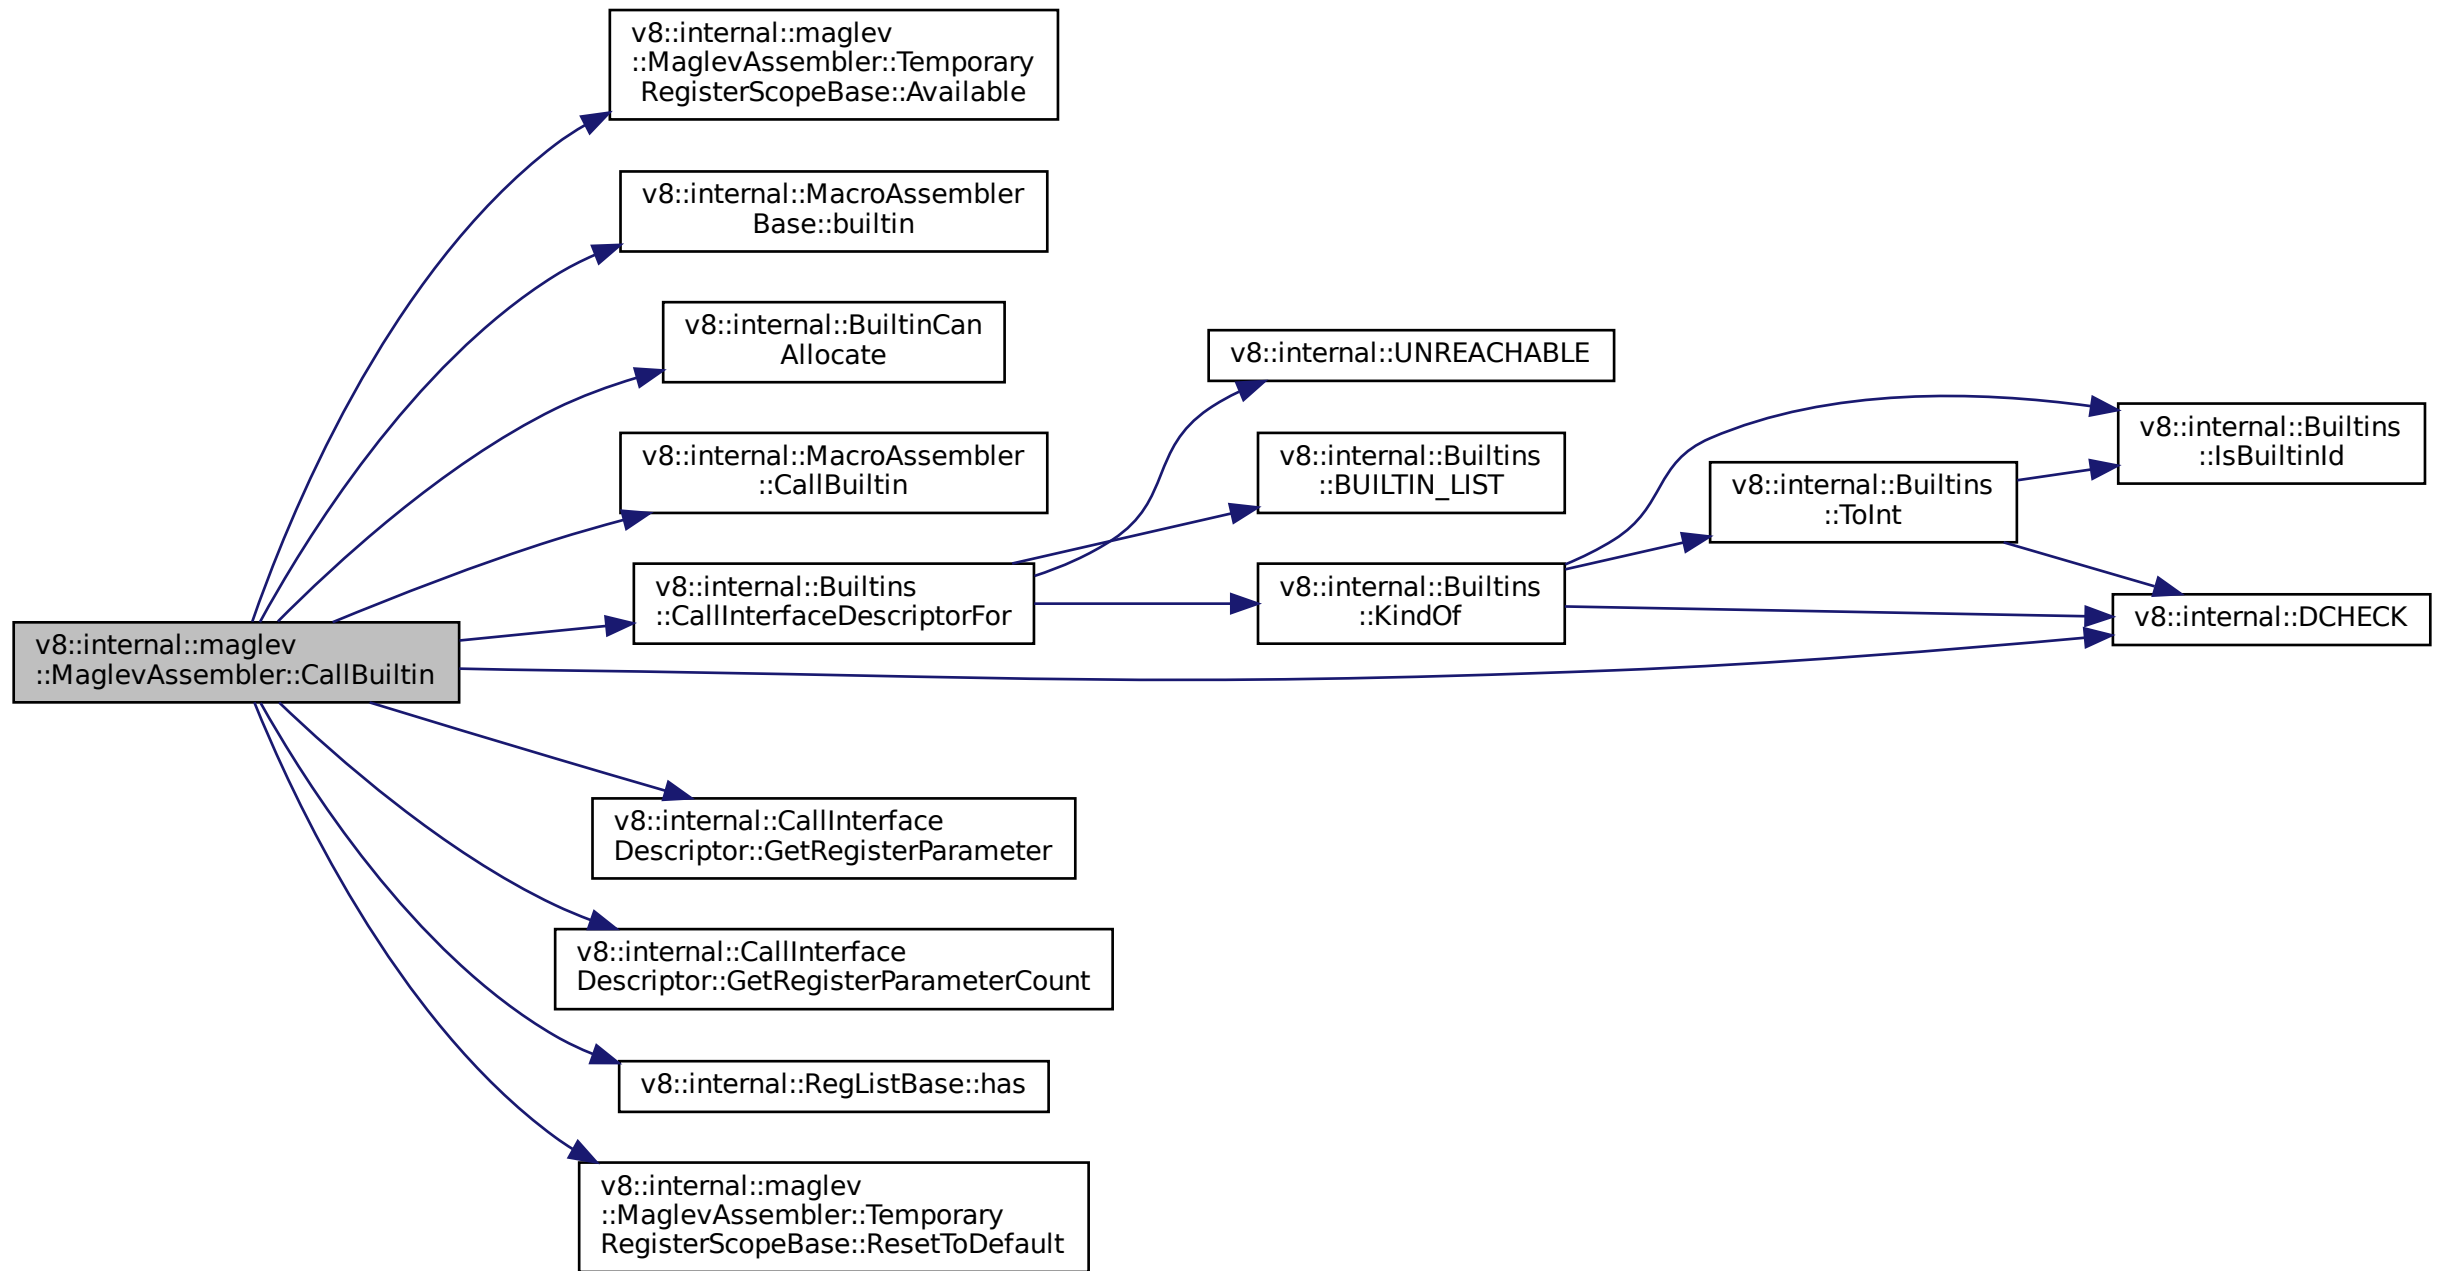 v8::internal::maglev
::MaglevAssembler::Temporary
RegisterScopeBase::Available
v8::internal::MacroAssembler
Base::builtin
v8::internal::BuiltinCan
Allocate
v8::internal::MacroAssembler
::CallBuiltin
v8::internal::Builtins
::CallInterfaceDescriptorFor
v8::internal::maglev
::MaglevAssembler::CallBuiltin
v8::internal::CallInterface
Descriptor::GetRegisterParameter
v8::internal::CallInterface
Descriptor::GetRegisterParameterCount
v8::internal::RegListBase::has
v8::internal::maglev
::MaglevAssembler::Temporary
RegisterScopeBase::ResetToDefault
v8::internal::UNREACHABLE
v8::internal::Builtins
::BUILTIN_LIST
v8::internal::Builtins
::KindOf
v8::internal::Builtins
::ToInt
v8::internal::Builtins
::IsBuiltinId
v8::internal::DCHECK